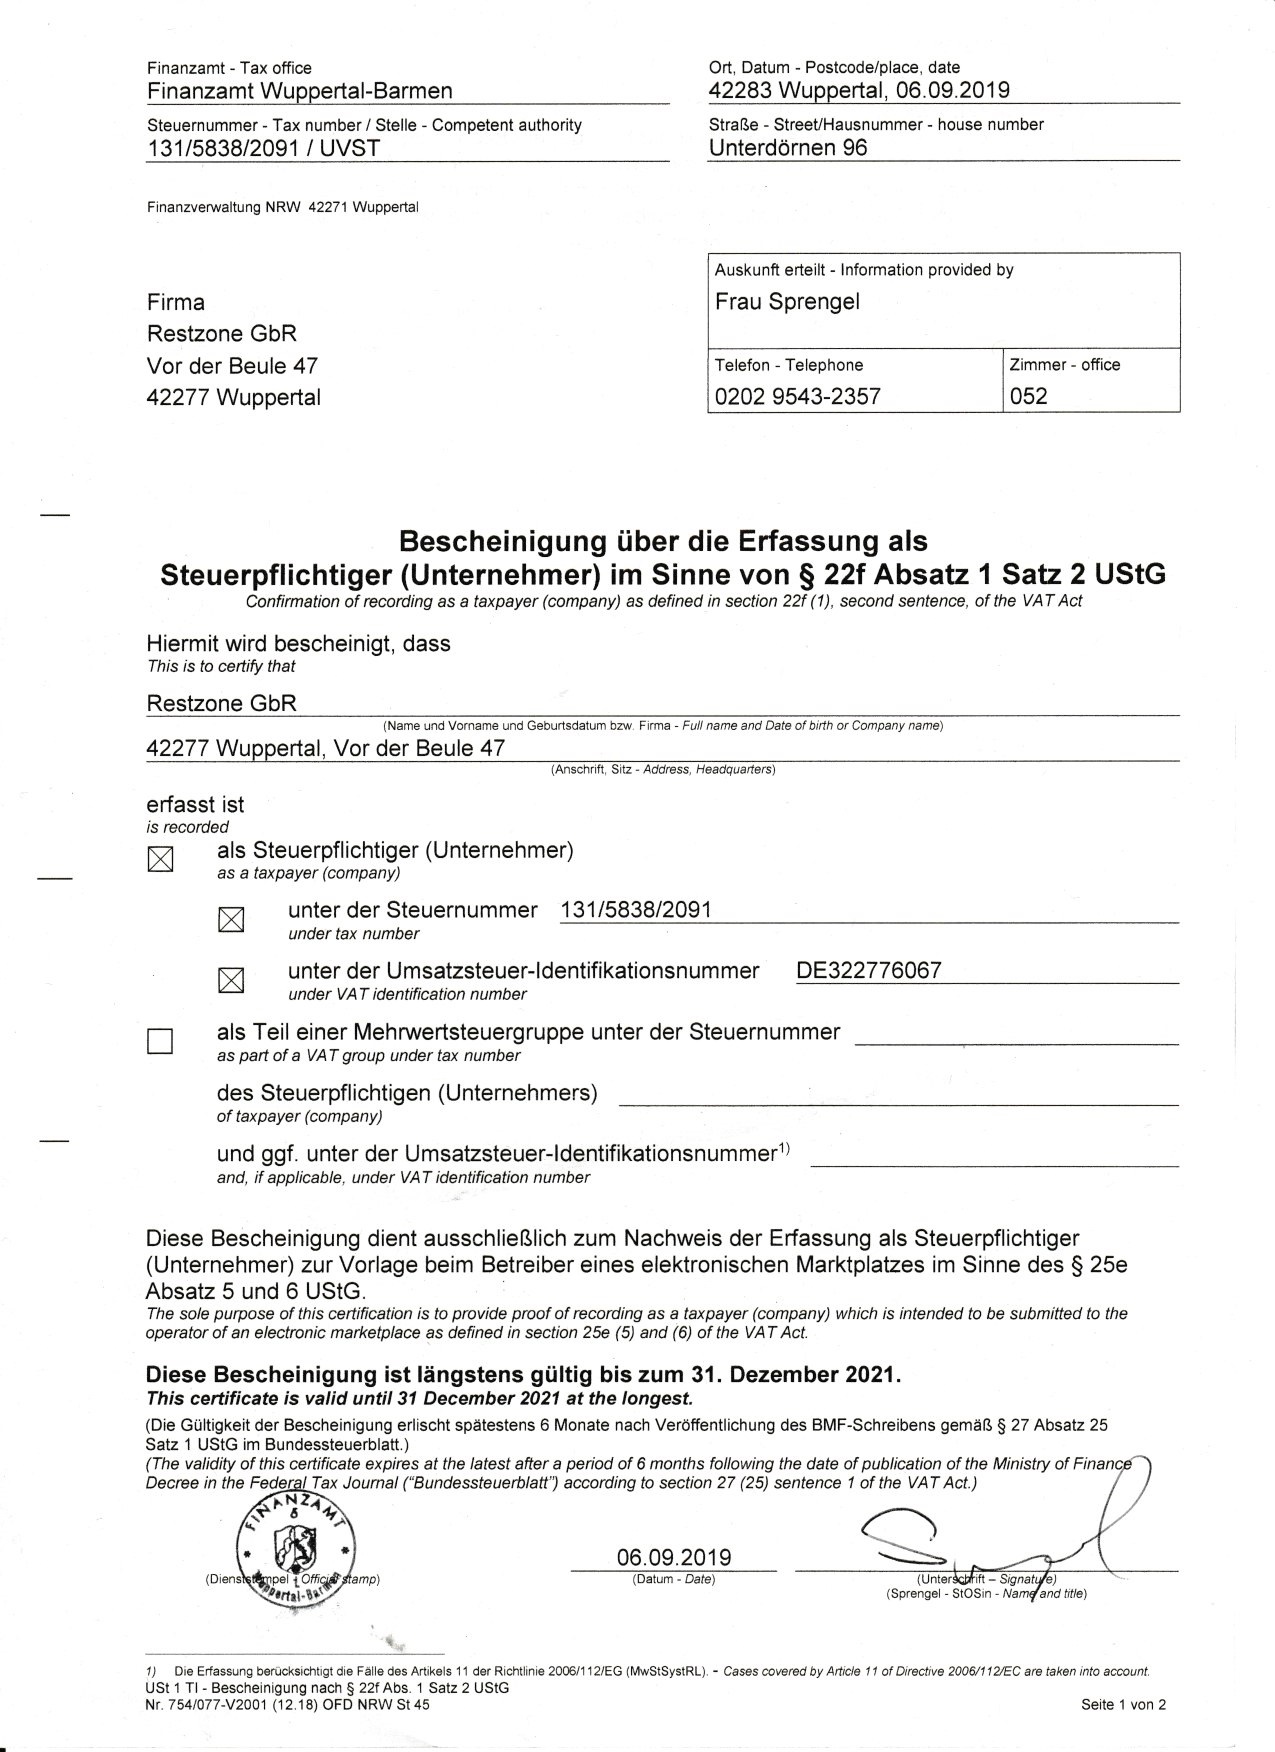 Finanzamt - Tax office
Finanzamt Wuppertal-Barmen
Steuernummer - Tax number / Stelle - Competent authority
131/5838/2091 / UVST
Ort, Datum - Postcode/place, date
42283 Wuppertal, 06.09.2019
Straße - Street/Hausnummer - house number
Unterdörnen 96
Finanzverwaltung NRW 42271 Wuppertal
Firma
Restzone GbR
Vor der Beule 47
42277 Wuppertal
Auskunft erteilt - Information provided by
Frau Sprengel
Telefon - Telephone
0202 9543-2357
Zimmer - office
052
Bescheinigung über die Erfassung als
Steuerpflichtiger (Unternehmer) im Sinne von § 22f Absatz 1 Satz 2 UStG
Confirmation of recording as a taxpayer (company) as defined in section 22f (1), second sentence, of the VAT Act
Hiermit wird bescheinigt, dass
This is to certify that
Restzone GbR
(Name und Vorname und Geburtsdatum bzw. Firma - Full name and Date of birth or Company name)
42277 Wuppertal, Vor der Beule 47
(Anschrift, Sitz - Address, Headquarters)
erfasst ist
is recorded
als Steuerpflichtiger (Unternehmer)
as a taxpayer (company)
unter der Steuernummer 131/5838/2091
under tax number
unter der Umsatzsteuer-Identifikationsnummer DE322776067
under VAT identification number
als Teil einer Mehrwertsteuergruppe unter der Steuernummer
as part of a VAT group under tax number
des Steuerpflichtigen (Unternehmers)
of taxpayer (company)
und ggf. unter der Umsatzsteuer-Identifikationsnummer1)
and, if applicable, under VAT identification number
Diese Bescheinigung dient ausschließlich zum Nachweis der Erfassung als Steuerpflichtiger
(Unternehmer) zur Vorlage beim Betreiber eines elektronischen Marktplatzes im Sinne des § 25e
Absatz 5 und 6 UStG.
The sole purpose of this certification is to provide proof of recording as a taxpayer (company) which is intended to be submitted to the
operator of an electronic marketplace as defined in section 25e (5) and (6) of the VAT Act.
Diese Bescheinigung ist längstens gültig bis zum 31. Dezember 2021.
This certificate is valid until 31 December 2021 at the longest.
(Die Gültigkeit der Bescheinigung erlischt spätestens 6 Monate nach Veröffentlichung des BMF-Schreibens gemäß § 27 Absatz 25
Satz 1 UStG im Bundessteuerblatt.)
(The validity of this certificate expires at the latest after a period of 6 months following the date of publication of the Ministry of Finance
Decree in the Federal Tax Journal ("Bundessteuerblatt") according to section 27 (25) sentence 1 of the VAT Act.)
FINANZAMT
6
Wuppertal-Barmen
(Dienststempel - Official stamp)
06.09.2019
(Datum - Date)
(Unterschrift – Signature)
(Sprengel - StOSin - Name and title)
1) Die Erfassung berücksichtigt die Fälle des Artikels 11 der Richtlinie 2006/112/EG (MwStSystRL). - Cases covered by Article 11 of Directive 2006/112/EC are taken into account.
USt 1 TI - Bescheinigung nach § 22f Abs. 1 Satz 2 UStG
Nr. 754/077-V2001 (12.18) OFD NRW St 45
Seite 1 von 2